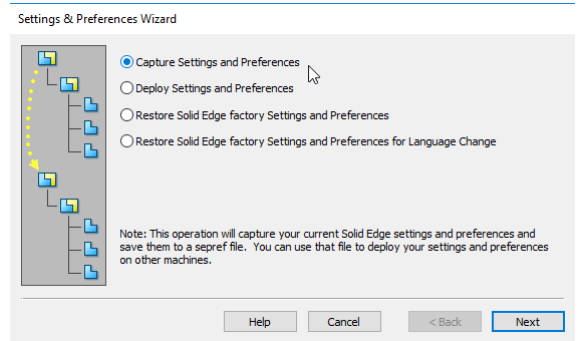 Settings & Preferences Wizard
Capture Settings and Preferences
Deploy Settings and Preferences
Restore Solid Edge factory Settings and Preferences
Restore Solid Edge factory Settings and Preferences for Language Change
Note: This operation will capture your current Solid Edge settings and preferences and
save them to a sepref file.  You can use that file to deploy your settings and preferences
on other machines.
Help Cancel < Back Next